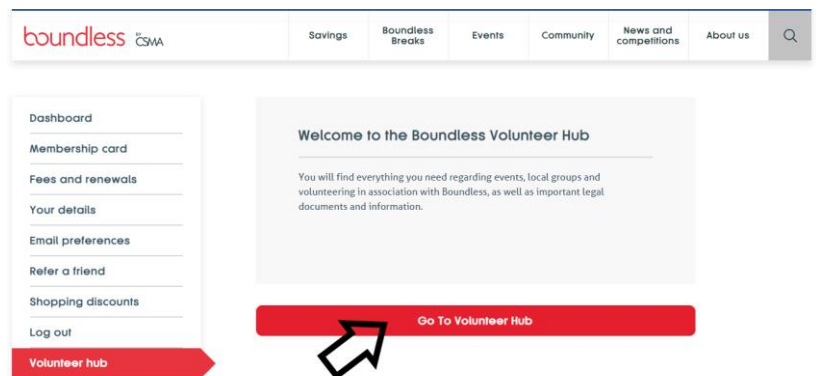 boundless BY CSMA
Savings
Boundless
Breaks
Events
Community
News and
competitions
About us
Dashboard
Membership card
Fees and renewals
Your details
Email preferences
Refer a friend
Shopping discounts
Log out
Volunteer hub
Welcome to the Boundless Volunteer Hub
You will find everything you need regarding events, local groups and
volunteering in association with Boundless, as well as important legal
documents and information.
Go To Volunteer Hub